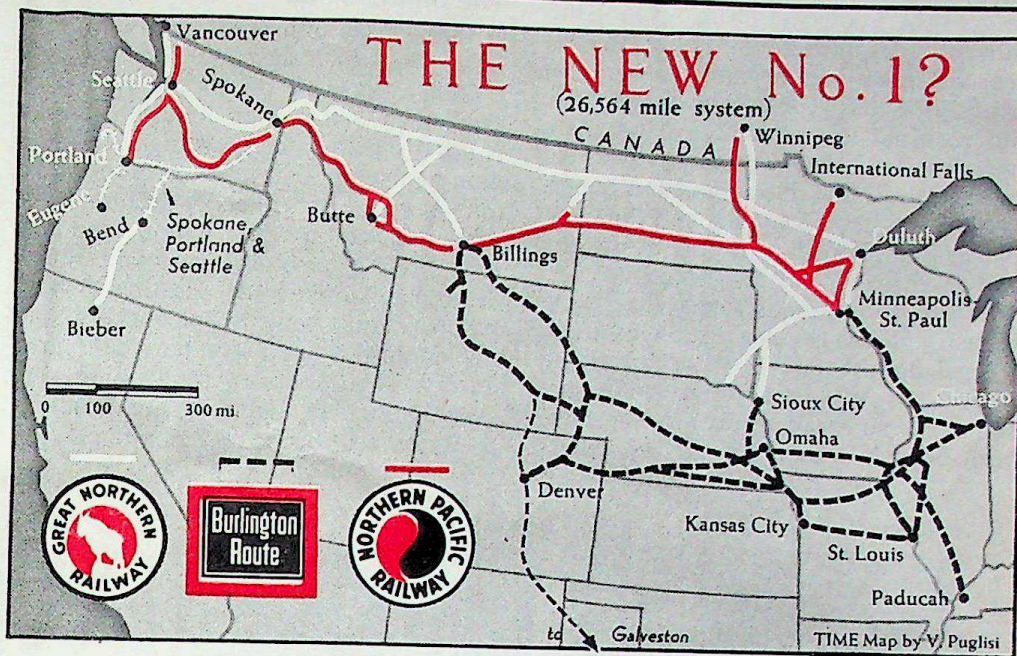 THE NEW No. 1?
(26,564 mile system)
Vancouver
CANADA
Winnipeg
International Falls
Seattle
Spokane
Portland
Duluth
Eugene
Bend
Spokane,
Portland &
Seattle
Butte
Billings
Minneapolis-
St. Paul
Bieber
0 100 300 mi.
Sioux City
Chicago
Omaha
Denver
Kansas City
St. Louis
Paducah
GREAT NORTHERN
RAILWAY
Burlington
Route
NORTHERN PACIFIC
RAILWAY
to Galveston
TIME Map by V. Puglisi